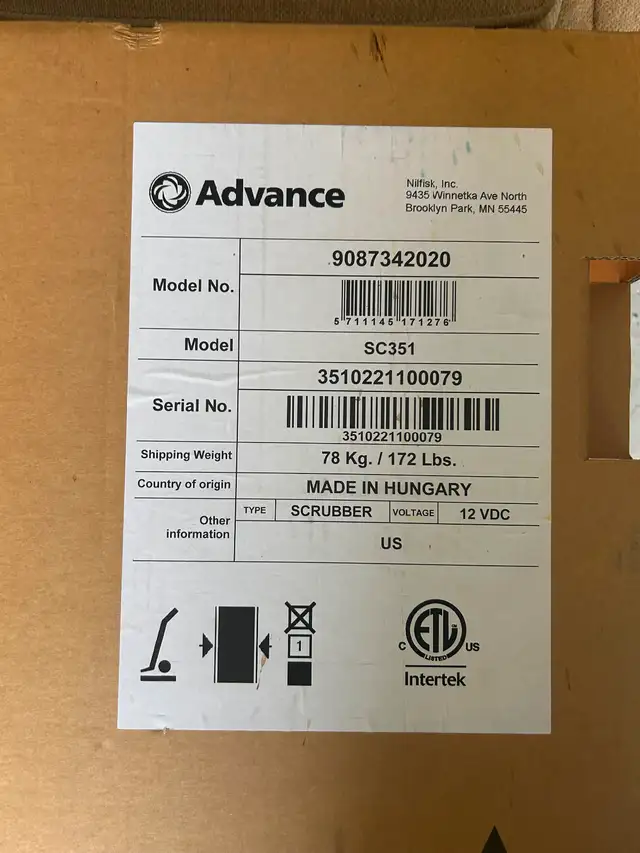 Advance
Nilfisk, Inc.
9435 Winnetka Ave North
Brooklyn Park, MN 55445
Model No.
9087342020
5 711145 171276
Model
SC351
Serial No.
3510221100079
3510221100079
Shipping Weight
78 Kg. / 172 Lbs.
Country of origin
MADE IN HUNGARY
Other
information
TYPE
SCRUBBER
VOLTAGE
12 VDC
US
1
C
ETL
CM
LISTED
US
Intertek